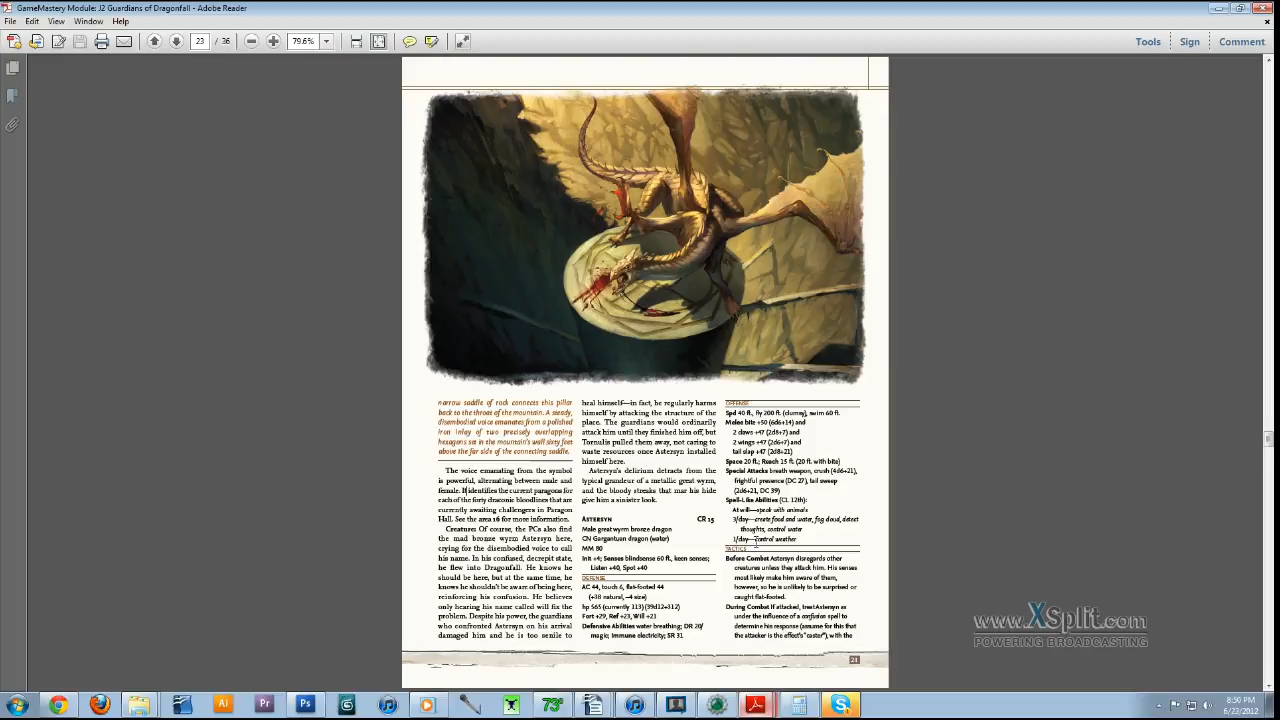 GameMastery Module: J2 Guardians of Dragonfall - Adobe Reader
File Edit View Window Help
23 / 36 79.6% Tools Sign Comment
narrow saddle of rock connects this pillar
back to the throat of the mountain. A steady,
disembodied voice emanates from a polished
iron inlay of two precisely overlapping
hexagons set in the mountain's wall sixty feet
above the far side of the connecting saddle.
The voice emanating from the symbol
is powerful, alternating between male and
female. It identifies the current paragons for
each of the forty draconic bloodlines that are
currently awaiting challengers in Paragon
Hall. See the area 16 for more information.
Creature: Of course, the PCs also find
the mad bronze wyrm Astersyn here,
crying for the disembodied voice to call
his name. In his confused, decrepit state,
he flew into Dragonfall. He knows he
should be here, but at the same time, he
knows he shouldn't be aware of being here,
reinforcing his confusion. He believes
only hearing his name called will fix the
problem. Despite his power, the guardians
who confronted Astersyn on his arrival
damaged him and he is too senile to
heal himself—in fact, he regularly harms
himself by attacking the structure of the
place. The guardians would ordinarily
attack him until they finished him off, but
Tornulis pulled them away, not caring to
waste resources once Astersyn installed
himself here.
Astersyn's delirium detracts from the
typical grandeur of a metallic great wyrm,
and the bloody streaks that mar his hide
give him a sinister look.
Astersyn CR 15
Male great wyrm bronze dragon
CN Gargantuan dragon (water)
MM 80
Init +4; Senses blindsense 60 ft., keen senses;
Listen +40, Spot +40
DEFENSE
AC 44, touch 6, flat-footed 44
(+38 natural, –4 size)
hp 565 (currently 113) (39d12+312)
Fort +29, Ref +23, Will +21
Defensive Abilities water breathing; DR 20/
magic; Immune electricity; SR 31
OFFENSE
Spd 40 ft., fly 200 ft. (clumsy), swim 60 ft.
Melee bite +50 (6d6+14) and
2 claws +47 (2d8+7) and
2 wings +47 (2d6+7) and
tail slap +47 (2d8+21)
Space 20 ft.; Reach 15 ft. (20 ft. with bite)
Special Attacks breath weapon, crush (4d6+21),
frightful presence (DC 27), tail sweep
(2d6+21, DC 39)
Spell-Like Abilities (CL 12th):
At will—speak with animals
3/day—create food and water, fog cloud, detect
thoughts, control water
1/day—control weather
TACTICS
Before Combat Astersyn disregards other
creatures unless they attack him. His senses
most likely make him aware of them,
however, so he is unlikely to be surprised or
caught flat-footed.
During Combat If attacked, treat Astersyn as
under the influence of a confusion spell to
determine his response (assume for this that
the attacker is the effect's "caster"), with the
21
www.XSplit.com
POWERING BROADCASTING
Ai Pr Ps 73°
8:50 PM
6/23/2012